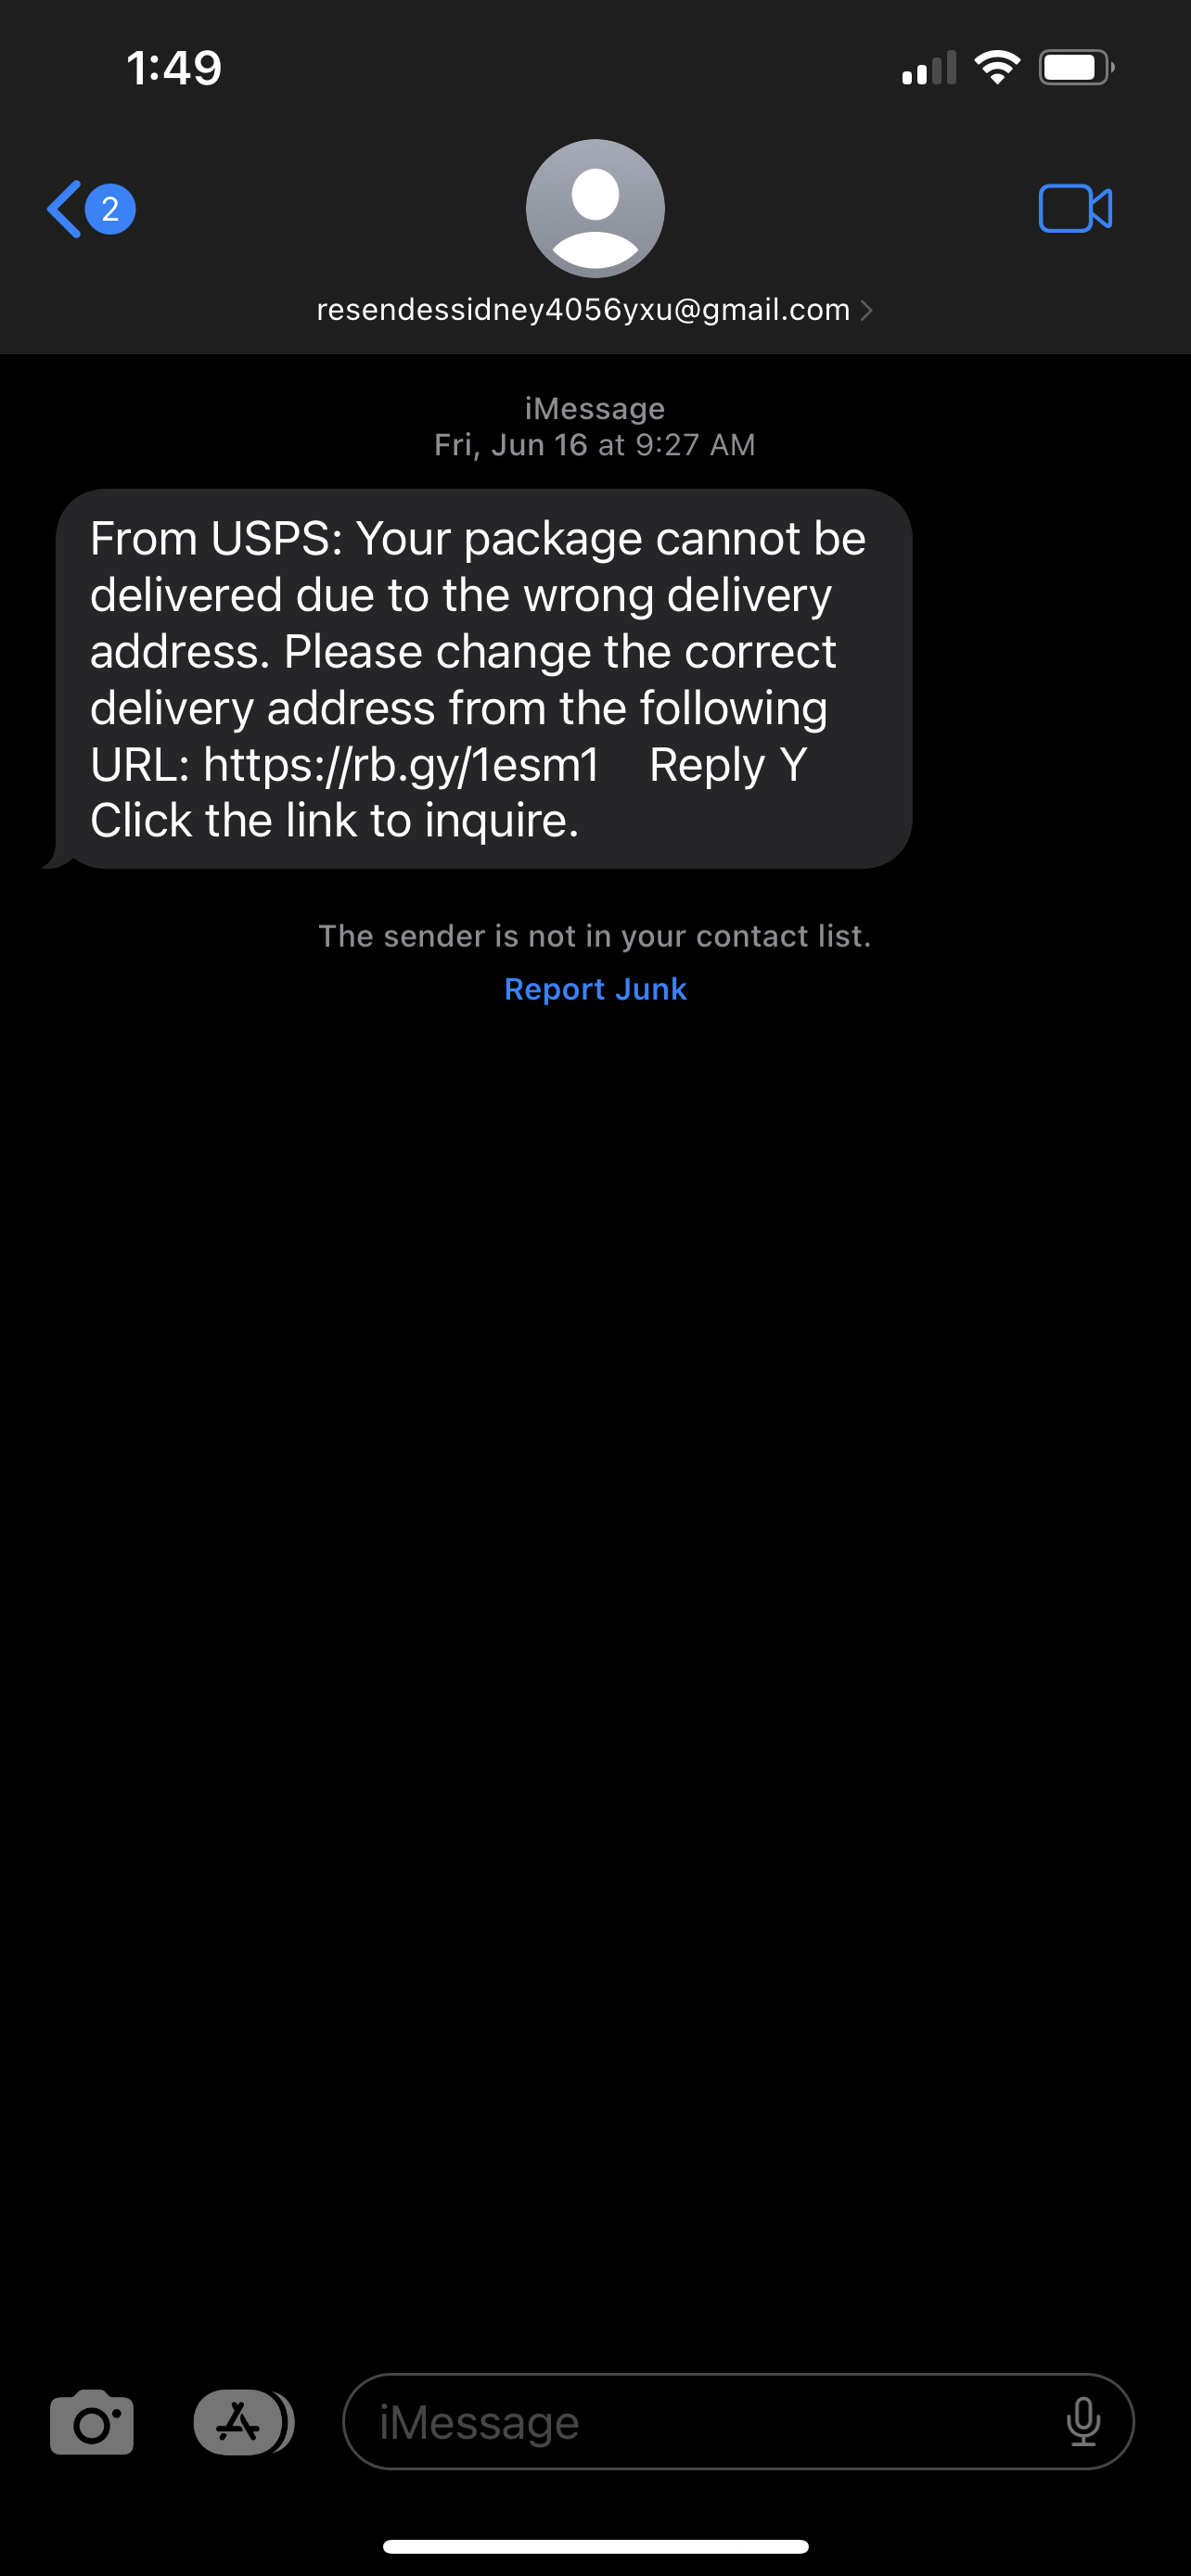 1:49
2
resendessidney4056yxu@gmail.com
iMessage
Fri, Jun 16 at 9:27 AM
From USPS: Your package cannot be
delivered due to the wrong delivery
address. Please change the correct
delivery address from the following
URL: https://rb.gy/1esm1    Reply Y
Click the link to inquire.
The sender is not in your contact list.
Report Junk
iMessage